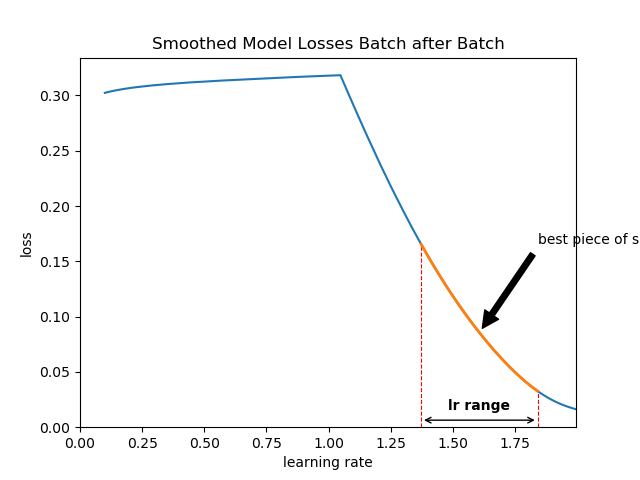 Smoothed Model Losses Batch after Batch
0.30
0.25
0.20
0.15
0.10
0.05
0.00
loss
best piece of s
lr range
0.00 0.25 0.50 0.75 1.00 1.25 1.50 1.75
learning rate